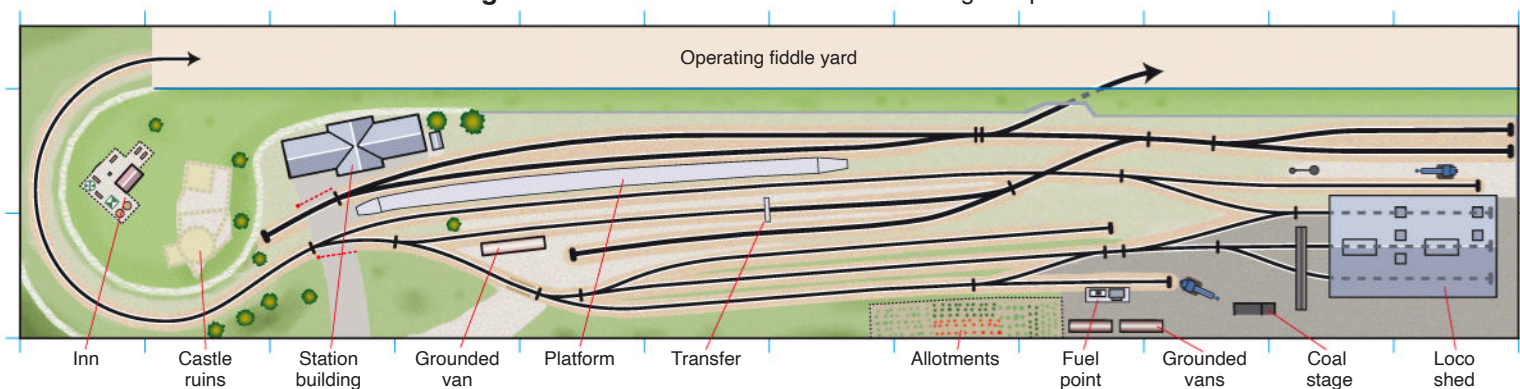 Operating fiddle yard
Inn
Castle
ruins
Station
building
Grounded
van
Platform
Transfer
Allotments
Fuel
point
Grounded
vans
Coal
stage
Loco
shed